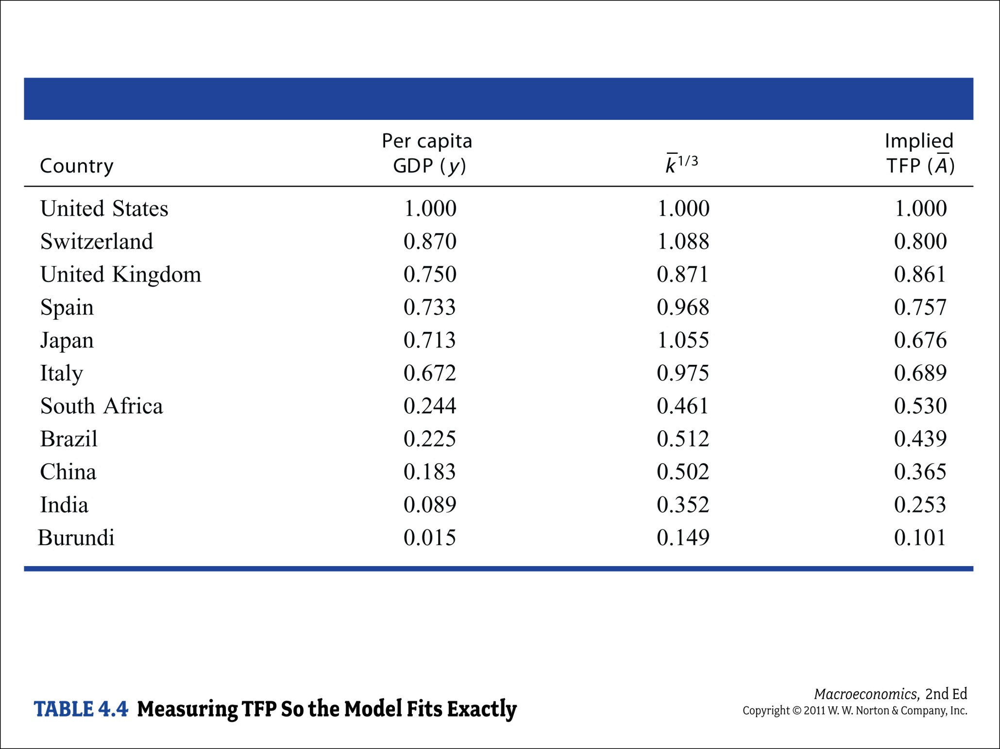 Per capita Implied
Country GDP (y) k̅ 1/3 TFP (A̅)
United States 1.000 1.000 1.000
Switzerland 0.870 1.088 0.800
United Kingdom 0.750 0.871 0.861
Spain 0.733 0.968 0.757
Japan 0.713 1.055 0.676
Italy 0.672 0.975 0.689
South Africa 0.244 0.461 0.530
Brazil 0.225 0.512 0.439
China 0.183 0.502 0.365
India 0.089 0.352 0.253
Burundi 0.015 0.149 0.101
TABLE 4.4 Measuring TFP So the Model Fits Exactly
Macroeconomics, 2nd Ed
Copyright © 2011 W. W. Norton & Company, Inc.